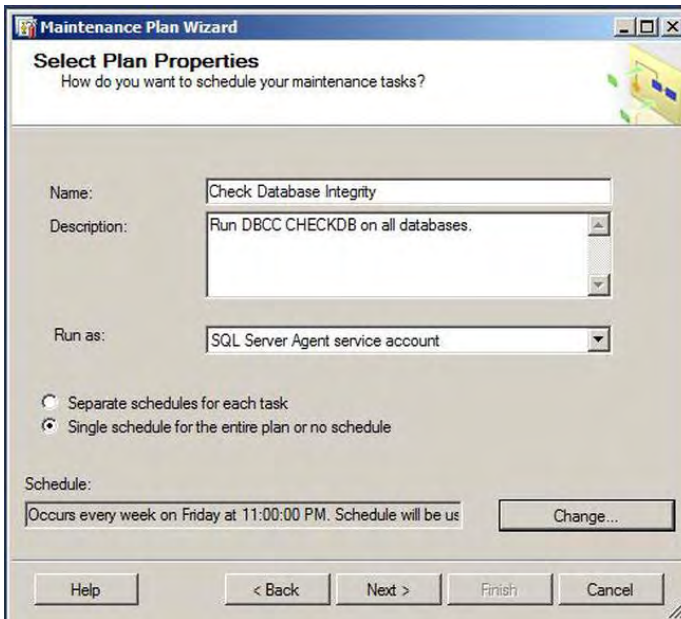 Maintenance Plan Wizard
Select Plan Properties
How do you want to schedule your maintenance tasks?
Name:
Check Database Integrity
Description:
Run DBCC CHECKDB on all databases.
Run as:
SQL Server Agent service account
Separate schedules for each task
Single schedule for the entire plan or no schedule
Schedule:
Occurs every week on Friday at 11:00:00 PM. Schedule will be us
Change...
Help
< Back
Next >
Finish
Cancel